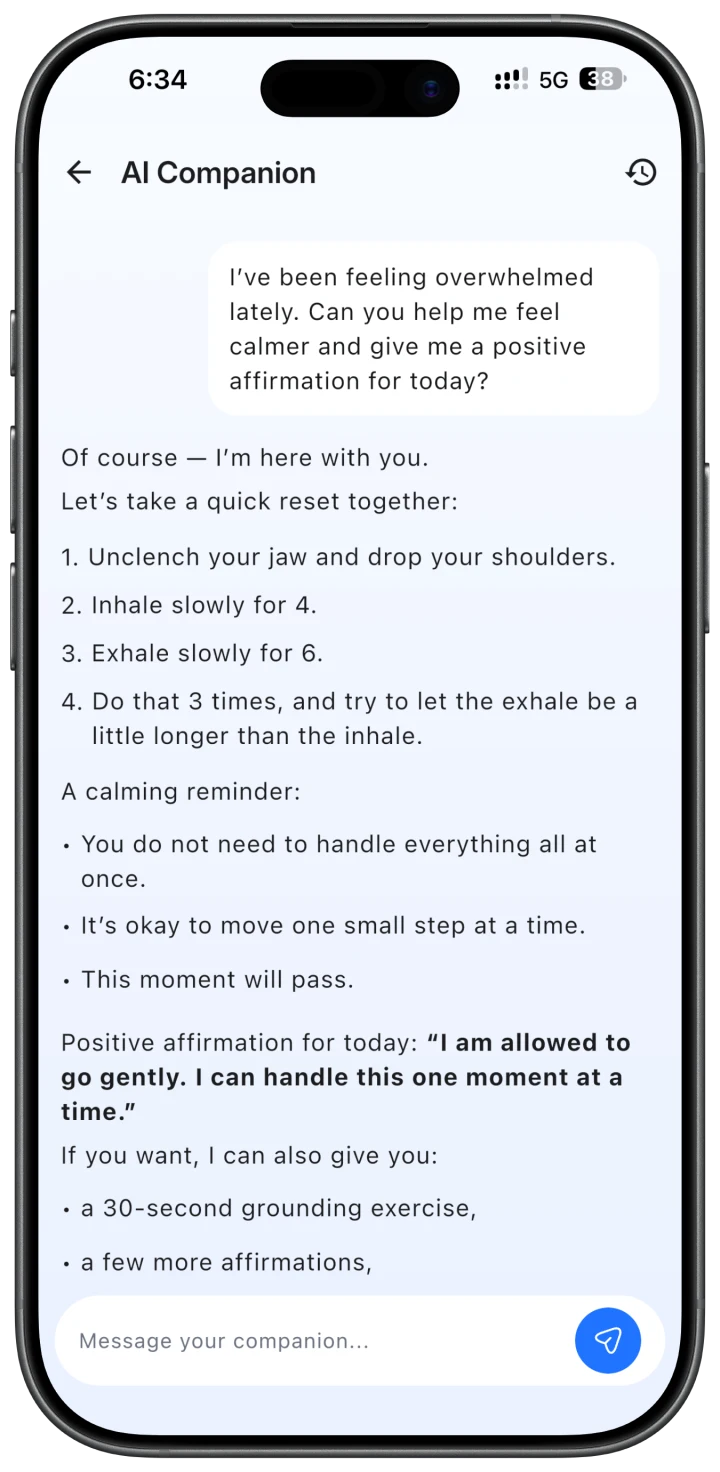 6:34
5G
38
AI Companion
I’ve been feeling overwhelmed
lately. Can you help me feel
calmer and give me a positive
affirmation for today?
Of course — I’m here with you.
Let’s take a quick reset together:
1. Unclench your jaw and drop your shoulders.
2. Inhale slowly for 4.
3. Exhale slowly for 6.
4. Do that 3 times, and try to let the exhale be a
little longer than the inhale.
A calming reminder:
• You do not need to handle everything all at
once.
• It’s okay to move one small step at a time.
• This moment will pass.
Positive affirmation for today: “I am allowed to
go gently. I can handle this one moment at a
time.”
If you want, I can also give you:
• a 30-second grounding exercise,
• a few more affirmations,
Message your companion...